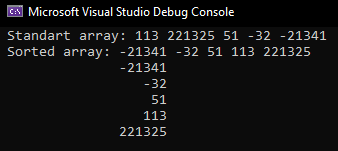 Microsoft Visual Studio Debug Console
Standart array: 113 221325 51 -32 -21341
Sorted array: -21341 -32 51 113 221325
-21341
-32
51
113
221325